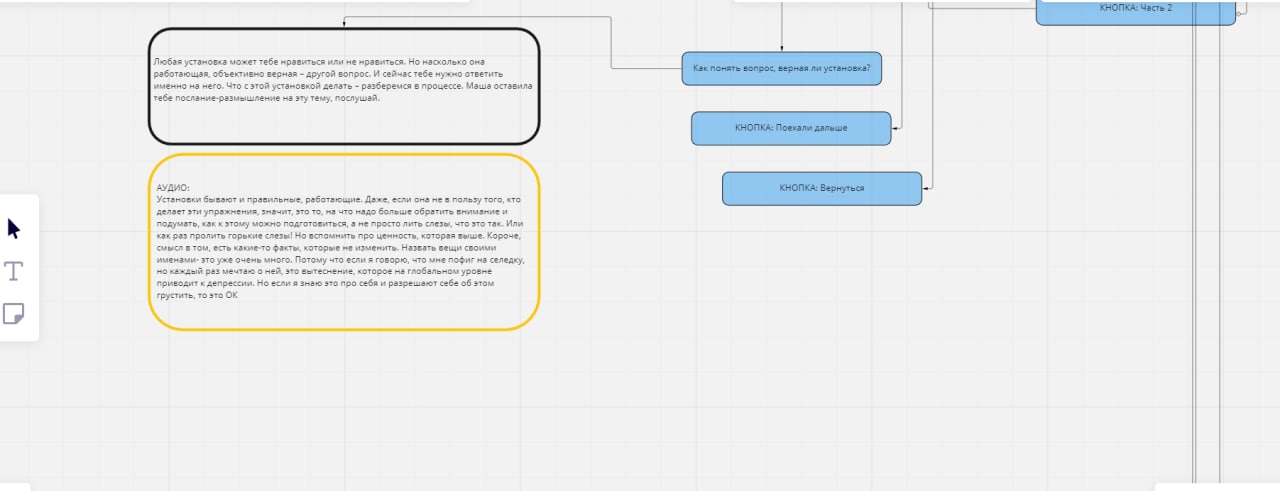 КНОПКА: Часть 2
Любая установка может тебе нравиться или не нравиться. Но насколько она
работающая, объективно верная – другой вопрос. И сейчас тебе нужно ответить
именно на него. Что с этой установкой делать – разберемся в процессе. Маша оставила
тебе послание-размышление на эту тему, послушай.
Как понять вопрос, верная ли установка?
КНОПКА: Поехали дальше
КНОПКА: Вернуться
АУДИО:
Установки бывают и правильные, работающие. Даже, если она не в пользу того, кто
делает эти упражнения, значит, это то, на что надо больше обратить внимание и
подумать, как к этому можно подготовиться, а не просто лить слезы, что это так. Или
как раз пролить горькие слезы! Но вспомнить про ценность, которая выше. Короче,
смысл в том, есть какие-то факты, которые не изменить. Назвать вещи своими
именами- это уже очень много. Потому что если я говорю, что мне пофиг на селедку,
но каждый раз мечтаю о ней, это вытеснение, которое на глобальном уровне
приводит к депрессии. Но если я знаю это про себя и разрешают себе об этом
грустить, то это ОК